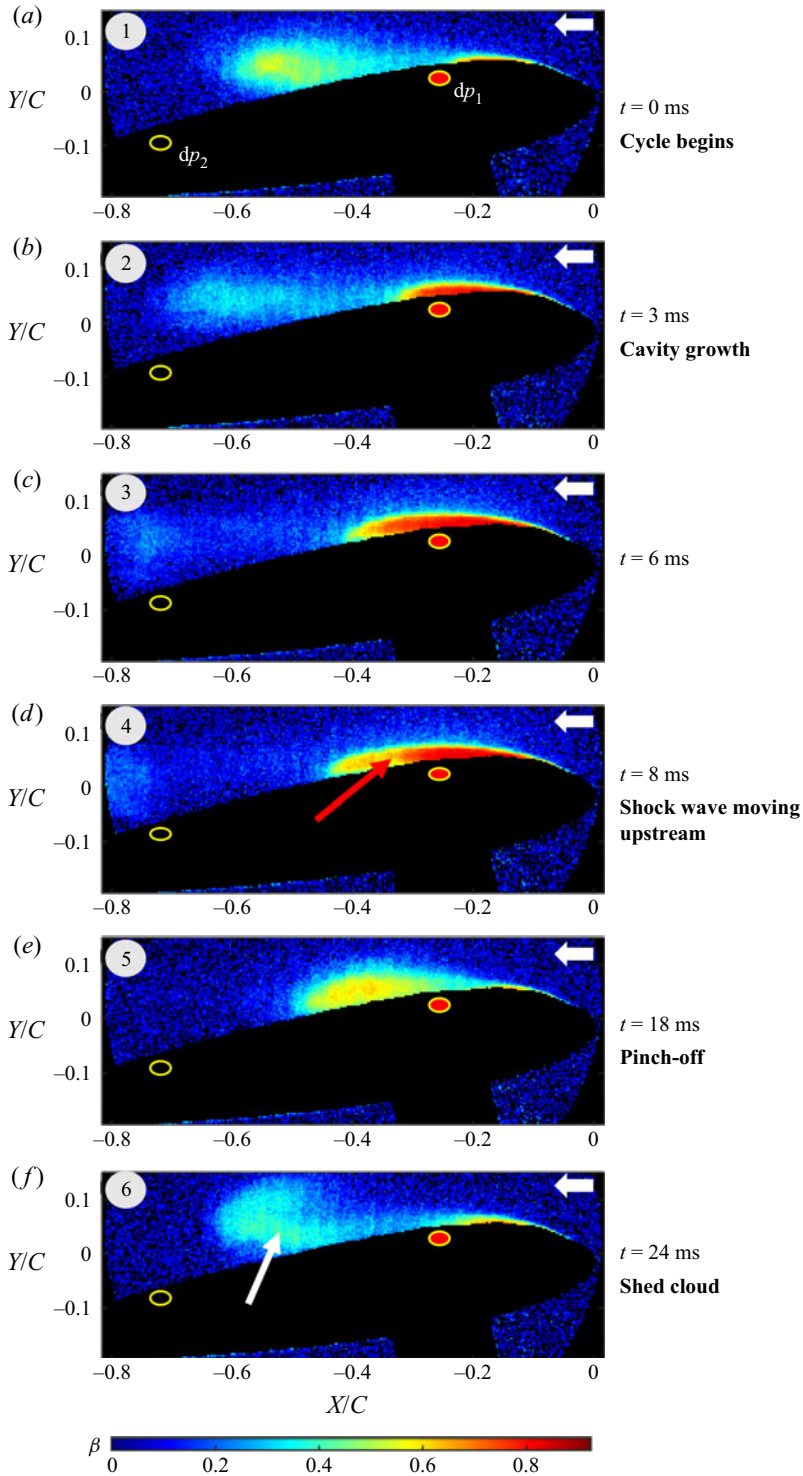 (a)
1
0.1
Y/C
0
–0.1
dp1
dp2
t = 0 ms
Cycle begins
–0.8 –0.6 –0.4 –0.2 0
(b)
2
0.1
Y/C
0
–0.1
t = 3 ms
Cavity growth
–0.8 –0.6 –0.4 –0.2 0
(c)
3
0.1
Y/C
0
–0.1
t = 6 ms
–0.8 –0.6 –0.4 –0.2 0
(d)
4
0.1
Y/C
0
–0.1
t = 8 ms
Shock wave moving
upstream
–0.8 –0.6 –0.4 –0.2 0
(e)
5
0.1
Y/C
0
–0.1
t = 18 ms
Pinch-off
–0.8 –0.6 –0.4 –0.2 0
(f)
6
0.1
Y/C
0
–0.1
t = 24 ms
Shed cloud
–0.8 –0.6 –0.4 –0.2 0
X/C
β
0 0.2 0.4 0.6 0.8